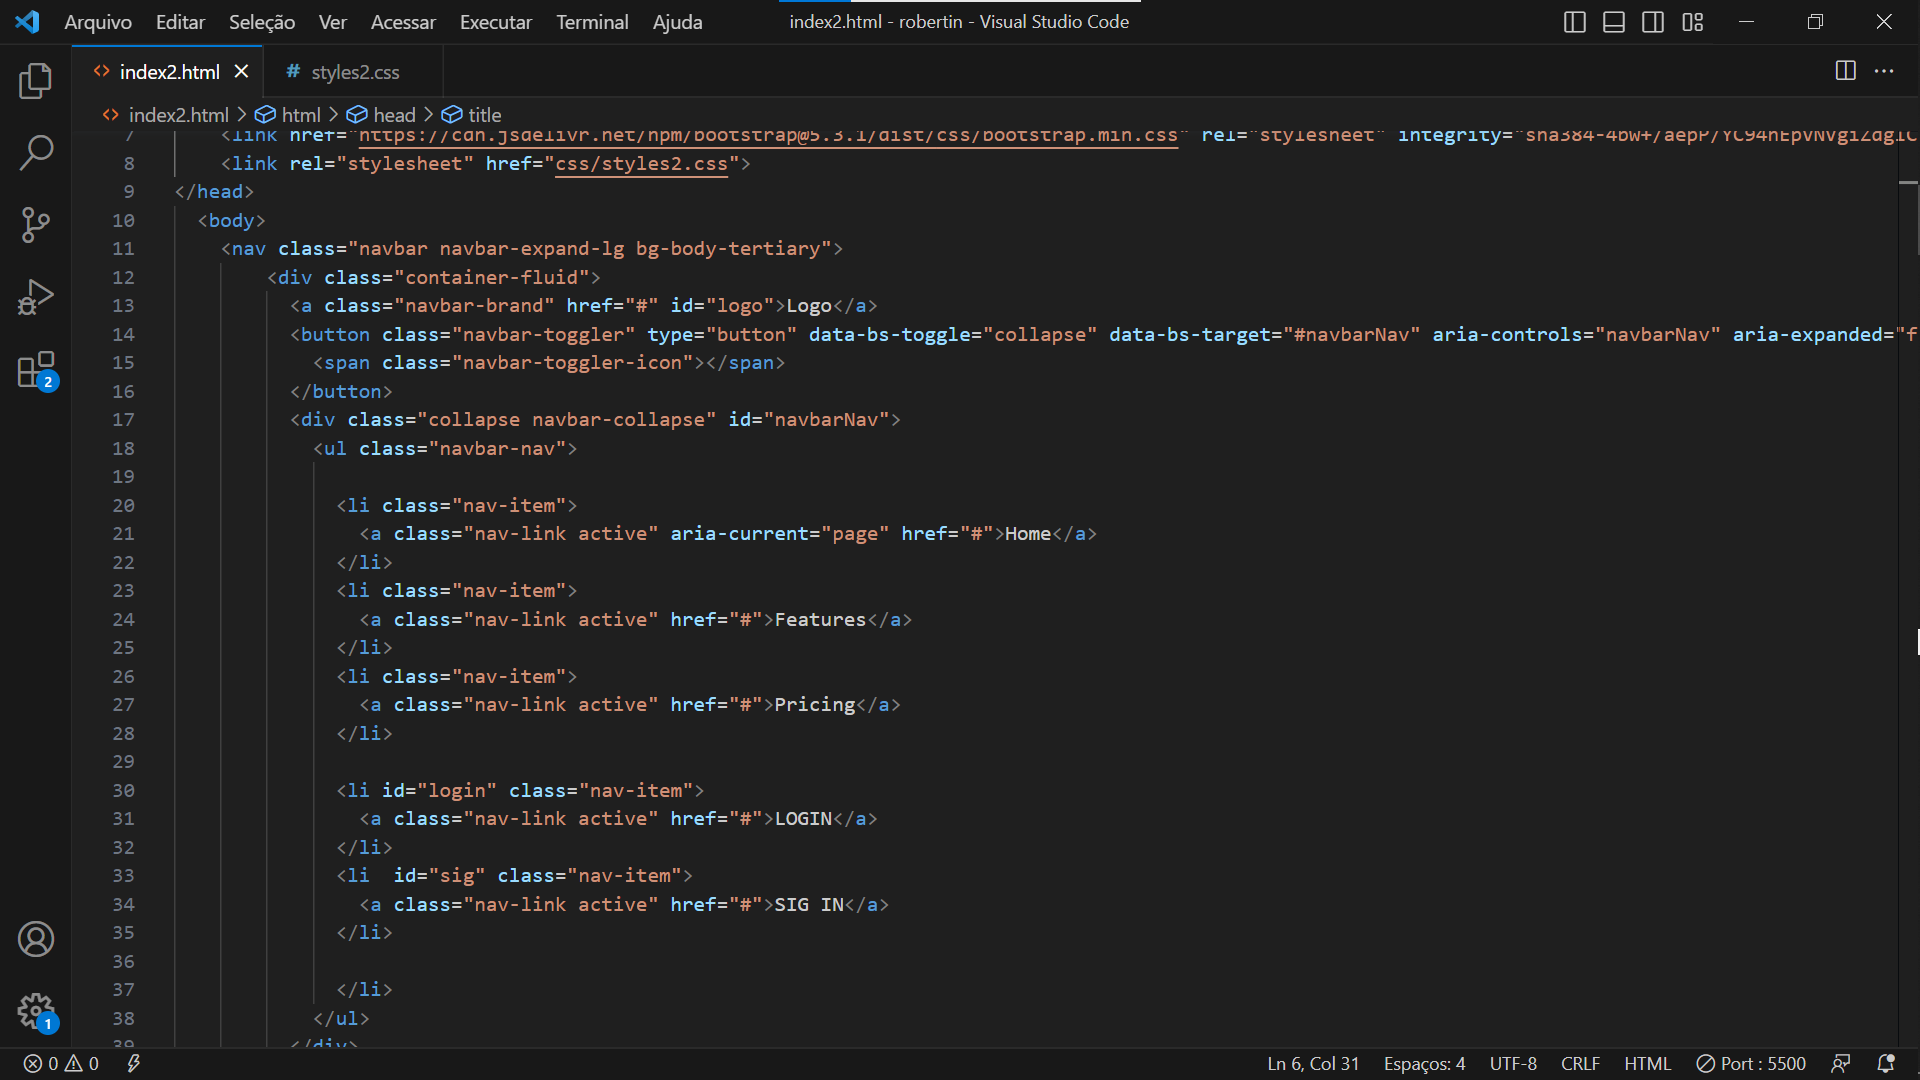 Arquivo Editar Seleção Ver Acessar Executar Terminal Ajuda index2.html - robertin - Visual Studio Code
<> index2.html # styles2.css
<> index2.html > html > head > title
7 <link href="https://cdn.jsdelivr.net/npm/bootstrap@5.3.1/dist/css/bootstrap.min.css" rel="stylesheet" integrity="sha384-4bw+/aepP/YC94hEpVNVgiZdgIC
8 <link rel="stylesheet" href="css/styles2.css">
9 </head>
10 <body>
11 <nav class="navbar navbar-expand-lg bg-body-tertiary">
12 <div class="container-fluid">
13 <a class="navbar-brand" href="#" id="logo">Logo</a>
14 <button class="navbar-toggler" type="button" data-bs-toggle="collapse" data-bs-target="#navbarNav" aria-controls="navbarNav" aria-expanded="f
15 <span class="navbar-toggler-icon"></span>
16 </button>
17 <div class="collapse navbar-collapse" id="navbarNav">
18 <ul class="navbar-nav">
19
20 <li class="nav-item">
21 <a class="nav-link active" aria-current="page" href="#">Home</a>
22 </li>
23 <li class="nav-item">
24 <a class="nav-link active" href="#">Features</a>
25 </li>
26 <li class="nav-item">
27 <a class="nav-link active" href="#">Pricing</a>
28 </li>
29
30 <li id="login" class="nav-item">
31 <a class="nav-link active" href="#">LOGIN</a>
32 </li>
33 <li  id="sig" class="nav-item">
34 <a class="nav-link active" href="#">SIG IN</a>
35 </li>
36
37 </li>
38 </ul>
39 </div>
2
1
0 0 Ln 6, Col 31 Espaços: 4 UTF-8 CRLF HTML Port : 5500